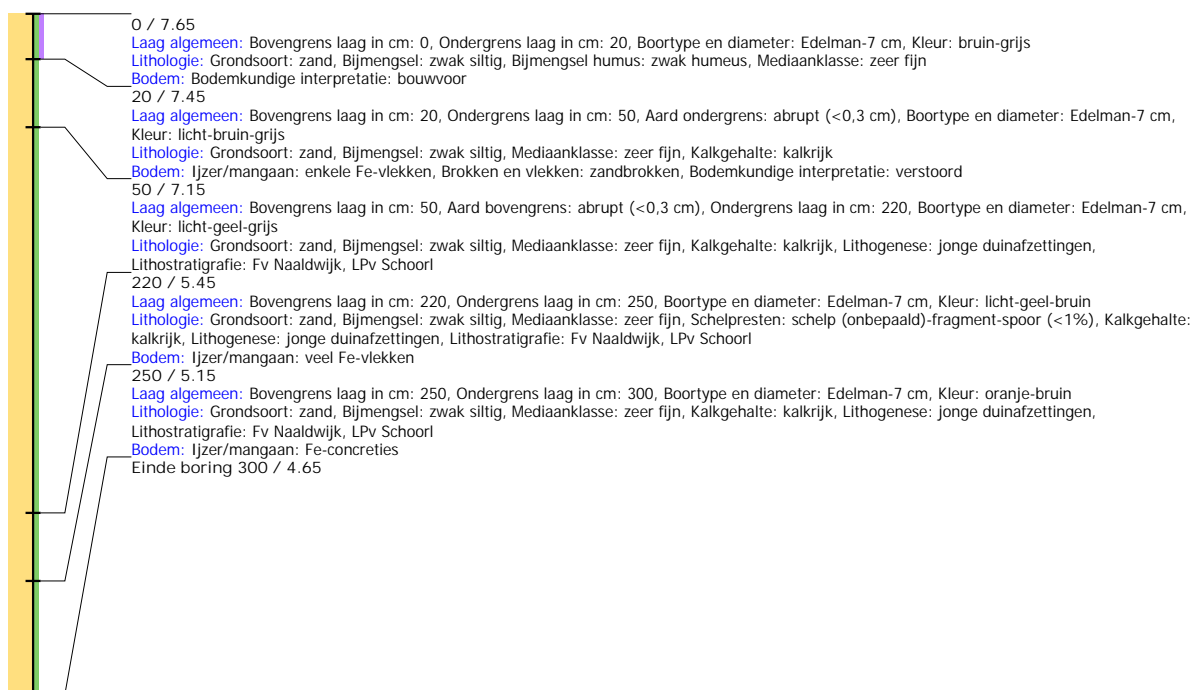 0 / 7.65
Laag algemeen: Bovengrens laag in cm: 0, Ondergrens laag in cm: 20, Boortype en diameter: Edelman-7 cm, Kleur: bruin-grijs
Lithologie: Grondsoort: zand, Bijmengsel: zwak siltig, Bijmengsel humus: zwak humeus, Mediaanklasse: zeer fijn
Bodem: Bodemkundige interpretatie: bouwvoor
20 / 7.45
Laag algemeen: Bovengrens laag in cm: 20, Ondergrens laag in cm: 50, Aard ondergrens: abrupt (<0,3 cm), Boortype en diameter: Edelman-7 cm,
Kleur: licht-bruin-grijs
Lithologie: Grondsoort: zand, Bijmengsel: zwak siltig, Mediaanklasse: zeer fijn, Kalkgehalte: kalkrijk
Bodem: Ijzer/mangaan: enkele Fe-vlekken, Brokken en vlekken: zandbrokken, Bodemkundige interpretatie: verstoord
50 / 7.15
Laag algemeen: Bovengrens laag in cm: 50, Aard bovengrens: abrupt (<0,3 cm), Ondergrens laag in cm: 220, Boortype en diameter: Edelman-7 cm,
Kleur: licht-geel-grijs
Lithologie: Grondsoort: zand, Bijmengsel: zwak siltig, Mediaanklasse: zeer fijn, Kalkgehalte: kalkrijk, Lithogenese: jonge duinafzettingen,
Lithostratigrafie: Fv Naaldwijk, LPv Schoorl
220 / 5.45
Laag algemeen: Bovengrens laag in cm: 220, Ondergrens laag in cm: 250, Boortype en diameter: Edelman-7 cm, Kleur: licht-geel-bruin
Lithologie: Grondsoort: zand, Bijmengsel: zwak siltig, Mediaanklasse: zeer fijn, Schelpresten: schelp (onbepaald)-fragment-spoor (<1%), Kalkgehalte:
kalkrijk, Lithogenese: jonge duinafzettingen, Lithostratigrafie: Fv Naaldwijk, LPv Schoorl
Bodem: Ijzer/mangaan: veel Fe-vlekken
250 / 5.15
Laag algemeen: Bovengrens laag in cm: 250, Ondergrens laag in cm: 300, Boortype en diameter: Edelman-7 cm, Kleur: oranje-bruin
Lithologie: Grondsoort: zand, Bijmengsel: zwak siltig, Mediaanklasse: zeer fijn, Kalkgehalte: kalkrijk, Lithogenese: jonge duinafzettingen,
Lithostratigrafie: Fv Naaldwijk, LPv Schoorl
Bodem: Ijzer/mangaan: Fe-concreties
Einde boring 300 / 4.65